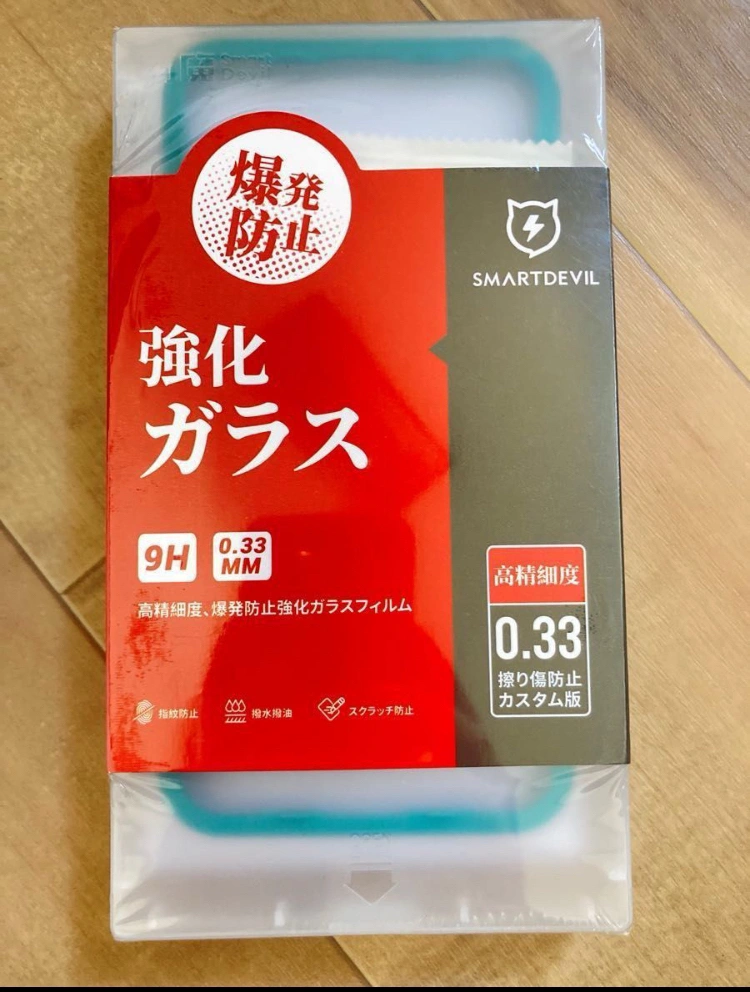 Smart
Devil
爆発
防止
SMARTDEVIL
強化
ガラス
9H
0.33
MM
高精細度、爆発防止強化ガラスフィルム
高精細度
0.33
擦り傷防止
カスタム版
指紋防止
撥水撥油
スクラッチ防止